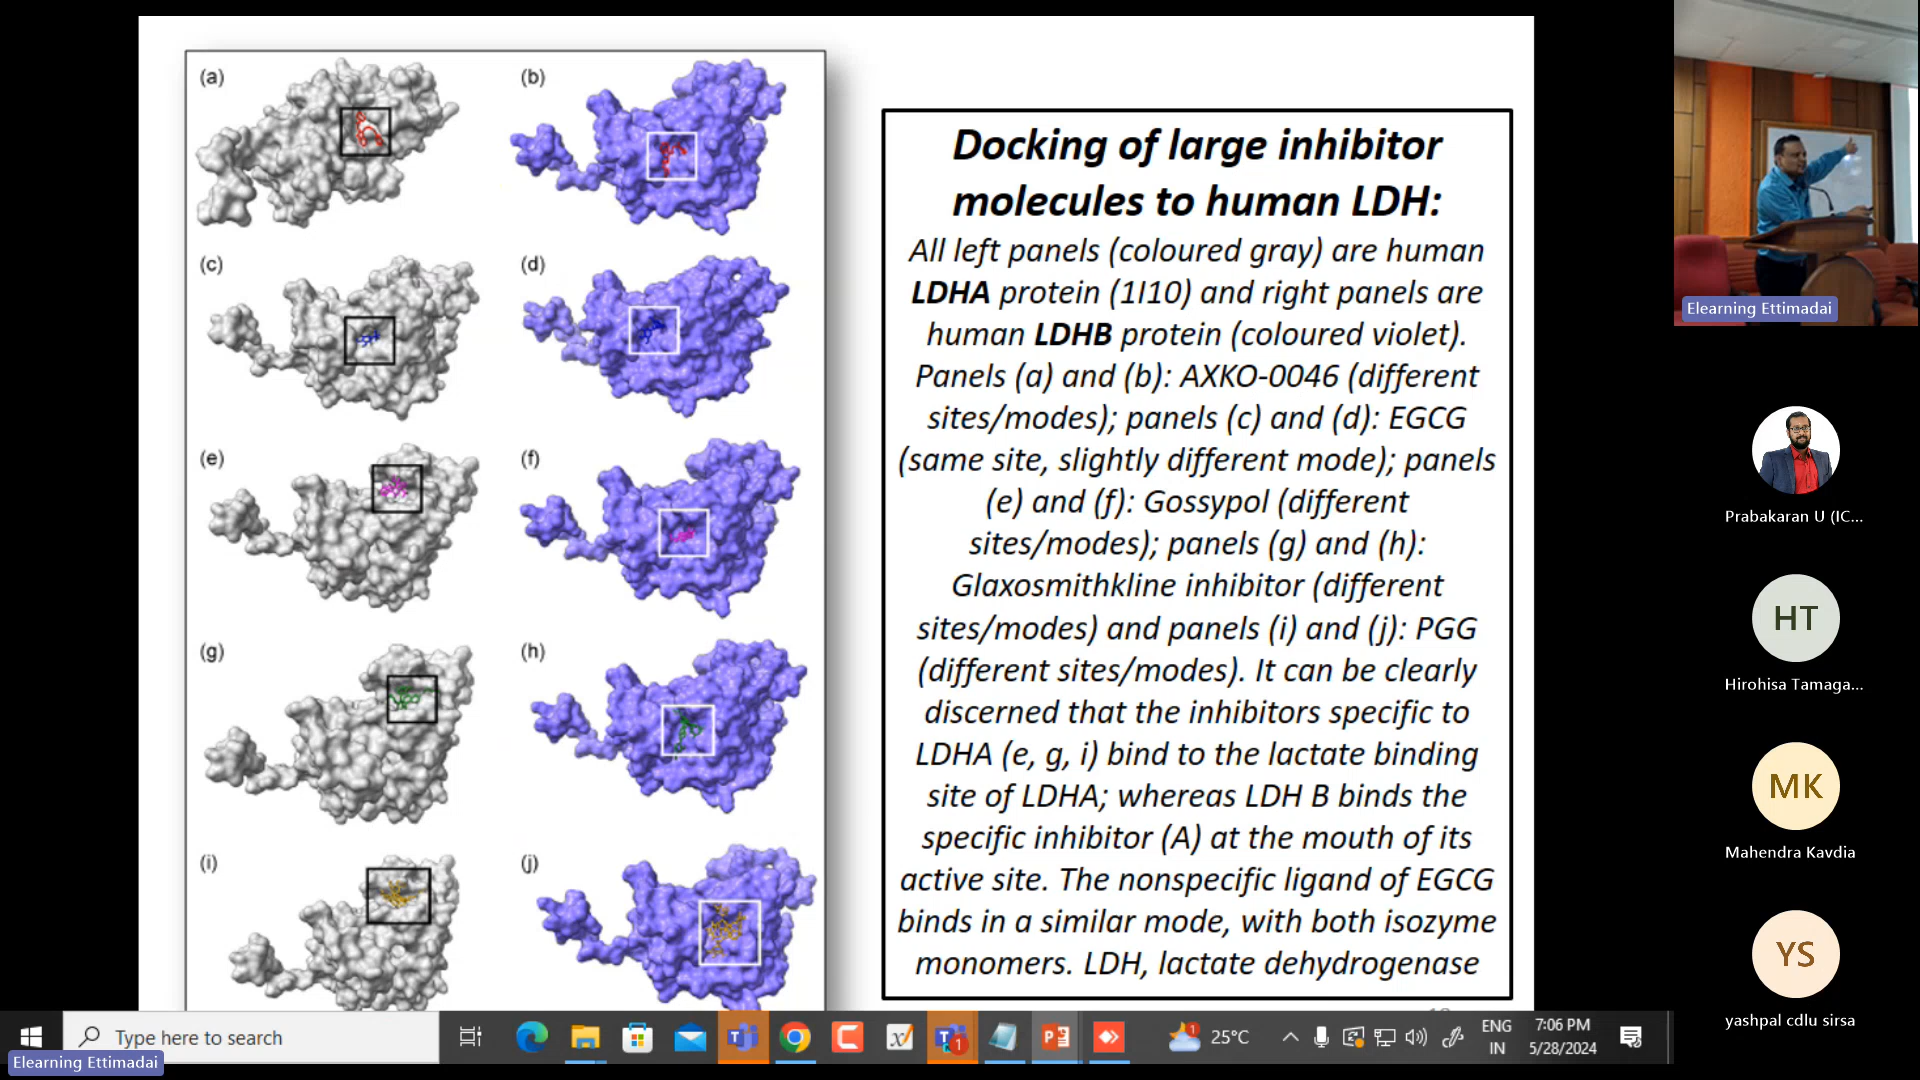 (a)
(b)
(c)
(d)
(e)
(f)
(g)
(h)
(i)
(j)
Docking of large inhibitor
molecules to human LDH:
All left panels (coloured gray) are human
LDHA protein (1I10) and right panels are
human LDHB protein (coloured violet).
Panels (a) and (b): AXKO-0046 (different
sites/modes); panels (c) and (d): EGCG
(same site, slightly different mode); panels
(e) and (f): Gossypol (different
sites/modes); panels (g) and (h):
Glaxosmithkline inhibitor (different
sites/modes) and panels (i) and (j): PGG
(different sites/modes). It can be clearly
discerned that the inhibitors specific to
LDHA (e, g, i) bind to the lactate binding
site of LDHA; whereas LDH B binds the
specific inhibitor (A) at the mouth of its
active site. The nonspecific ligand of EGCG
binds in a similar mode, with both isozyme
monomers. LDH, lactate dehydrogenase
Elearning Ettimadai
Prabakaran U (IC...
HT
Hirohisa Tamaga...
MK
Mahendra Kavdia
YS
yashpal cdlu sirsa
Type here to search
1
1
25°C
ENG
IN
7:06 PM
5/28/2024
Elearning Ettimadai